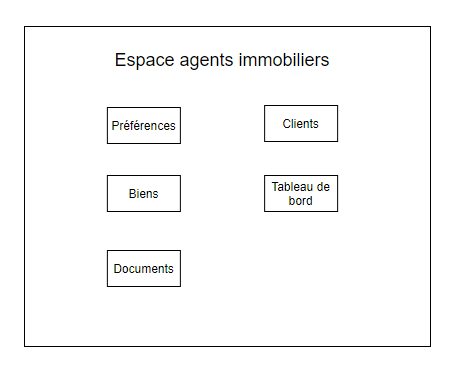 Espace agents immobiliers
Préférences
Clients
Biens
Tableau de
bord
Documents